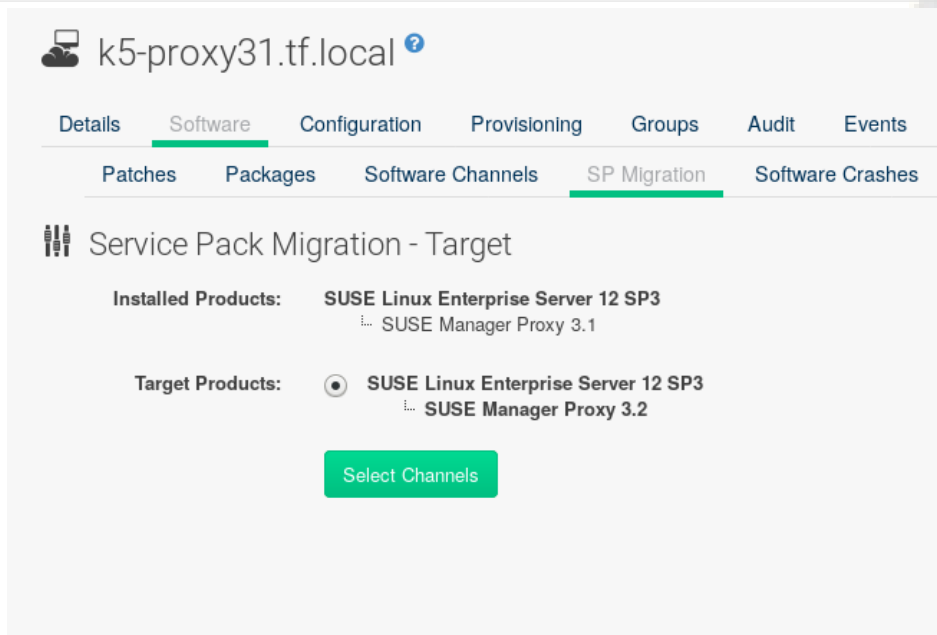 k5-proxy31.tf.local ?
Details Software Configuration Provisioning Groups Audit Events
Patches Packages Software Channels SP Migration Software Crashes
Service Pack Migration - Target
Installed Products: SUSE Linux Enterprise Server 12 SP3
SUSE Manager Proxy 3.1
Target Products: SUSE Linux Enterprise Server 12 SP3
SUSE Manager Proxy 3.2
Select Channels